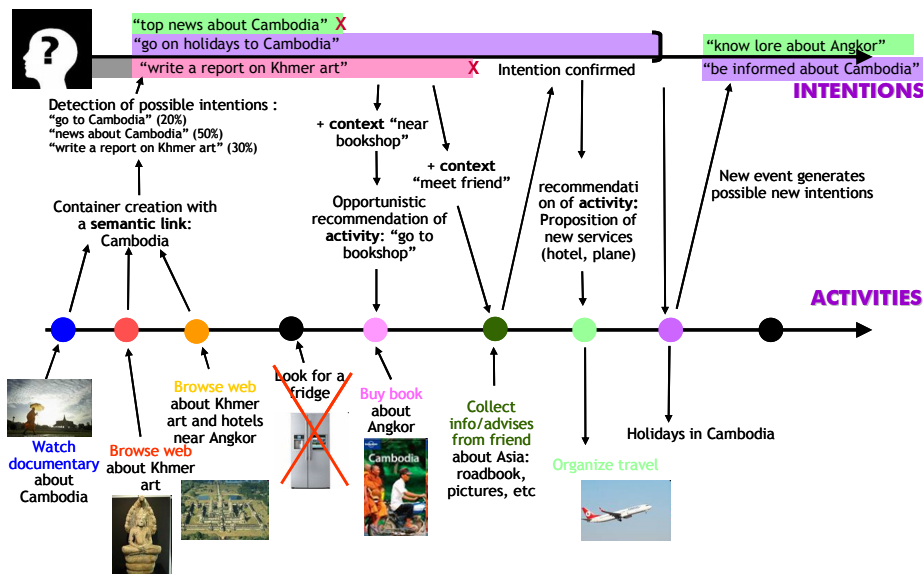 ?
“top news about Cambodia” X
“go on holidays to Cambodia”
“write a report on Khmer art” X
Intention confirmed
“know lore about Angkor”
“be informed about Cambodia”
INTENTIONS
Detection of possible intentions :
“go to Cambodia” (20%)
“news about Cambodia” (50%)
“write a report on Khmer art” (30%)
+ context “near
bookshop”
+ context
“meet friend”
Container creation with
a semantic link:
Cambodia
Opportunistic
recommendation of
activity: “go to
bookshop”
recommendati
on of activity:
Proposition of
new services
(hotel, plane)
New event generates
possible new intentions
ACTIVITIES
Watch
documentary
about
Cambodia
Browse web
about Khmer
art
Browse web
about Khmer
art and hotels
near Angkor
Look for a
fridge
Buy book
about
Angkor
Cambodia
Collect
info/advises
from friend
about Asia:
roadbook,
pictures, etc
Organize travel
Holidays in Cambodia